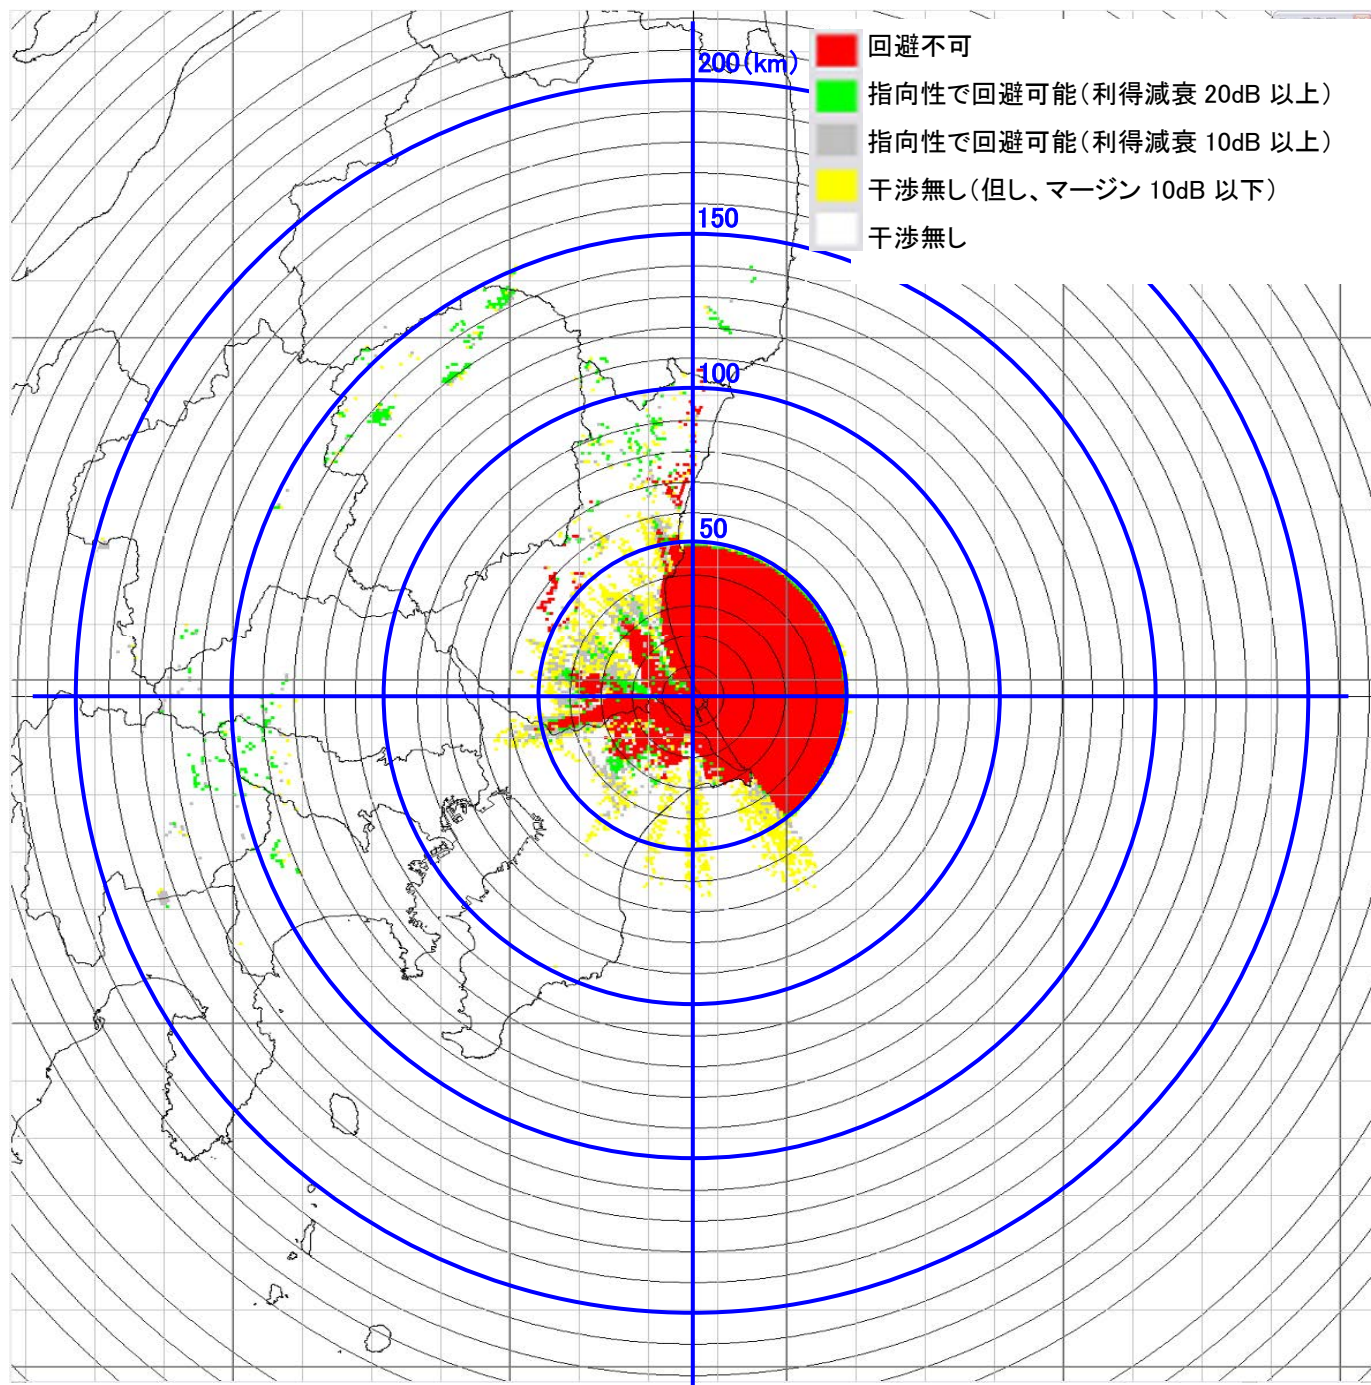 回避不可
200(km)
指向性で回避可能(利得減衰 20dB 以上)
指向性で回避可能(利得減衰 10dB 以上)
干渉無し(但し、マージン 10dB 以下)
150
干渉無し
100
50